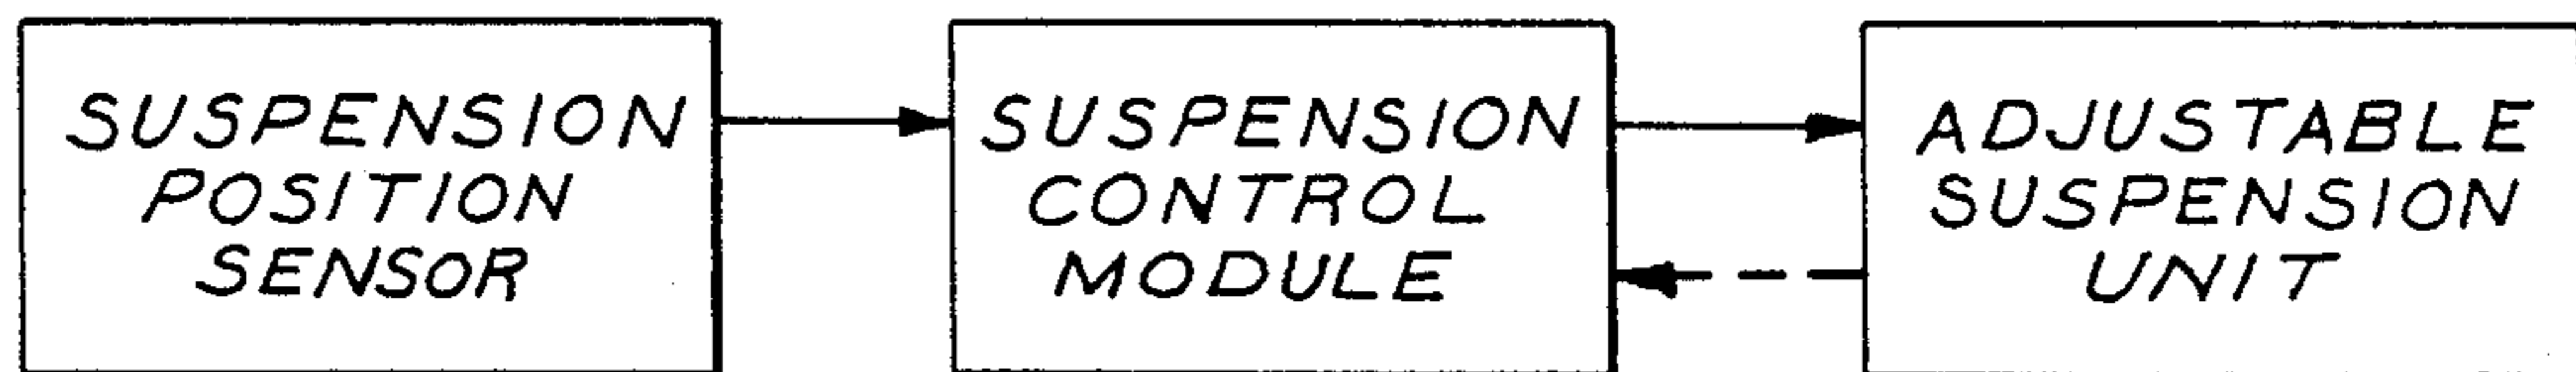 SUSPENSION
POSITION
SENSOR
SUSPENSION
CONTROL
MODULE
ADJUSTABLE
SUSPENSION
UNIT